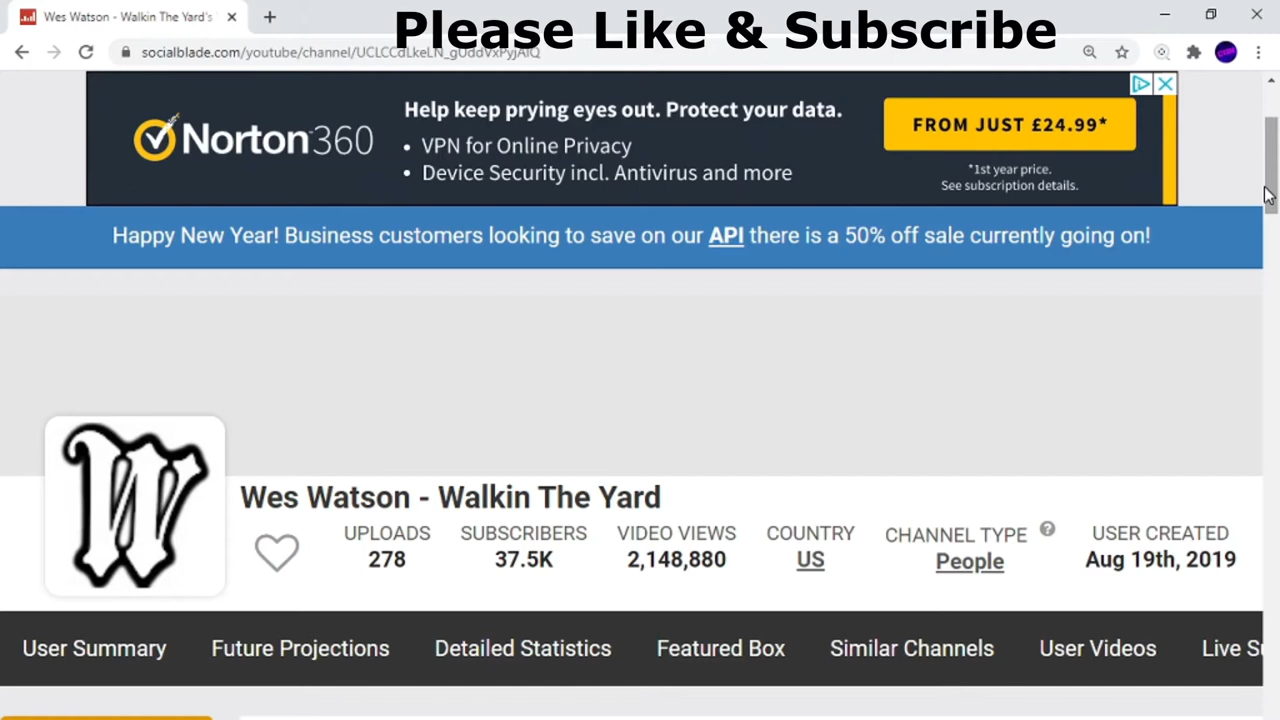 Please Like & Subscribe
Wes Watson - Walkin The Yard's
socialblade.com/youtube/channel/
Norton 360
Help keep prying eyes out. Protect your data.
• VPN for Online Privacy
• Device Security incl. Antivirus and more
FROM JUST £24.99*
*1st year price.
See subscription details.
Happy New Year! Business customers looking to save on our API there is a 50% off sale currently going on!
W
Wes Watson - Walkin The Yard
UPLOADS
278
SUBSCRIBERS
37.5K
VIDEO VIEWS
2,148,880
COUNTRY
US
CHANNEL TYPE ?
People
USER CREATED
Aug 19th, 2019
User Summary
Future Projections
Detailed Statistics
Featured Box
Similar Channels
User Videos
Live S